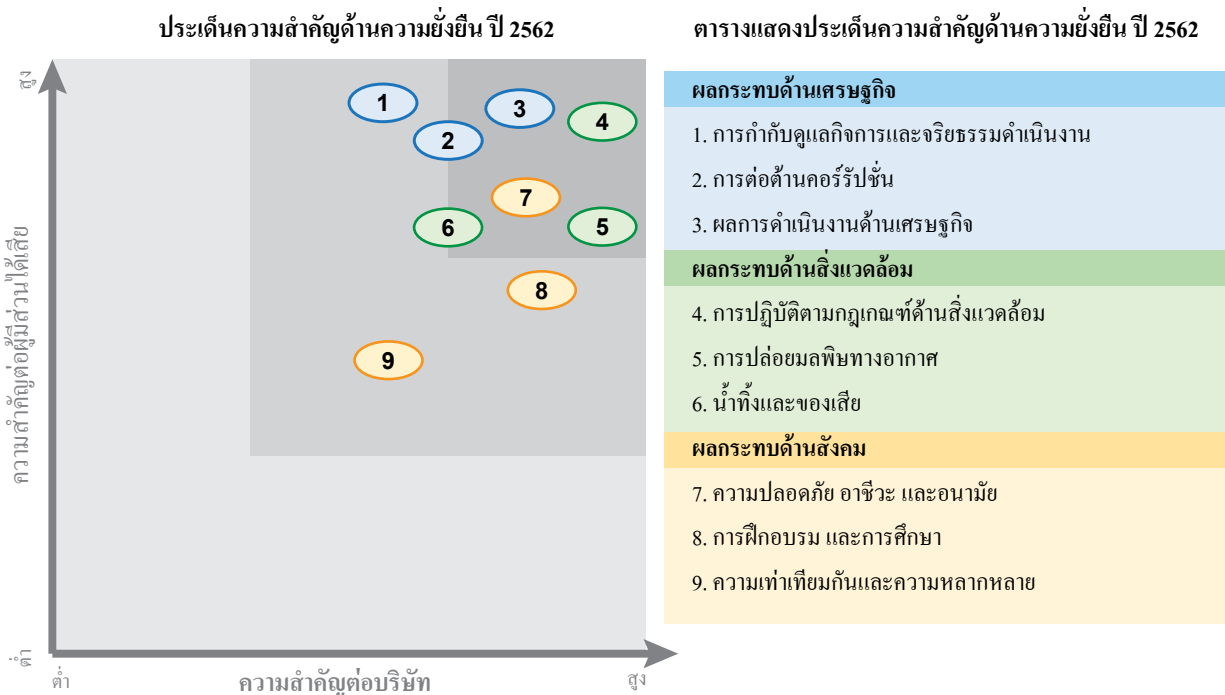 ประเด็นความสำคัญด้านความยั่งยืน ปี 2562
สูง
ความสำคัญต่อผู้มีส่วนได้เสีย
ต่ำ
1
2
3
4
7
6
5
8
9
ต่ำ
ความสำคัญต่อบริษัท
สูง
ตารางแสดงประเด็นความสำคัญด้านความยั่งยืน ปี 2562
ผลกระทบด้านเศรษฐกิจ
1. การกำกับดูแลกิจการและจริยธรรมดำเนินงาน
2. การต่อต้านคอร์รัปชั่น
3. ผลการดำเนินงานด้านเศรษฐกิจ
ผลกระทบด้านสิ่งแวดล้อม
4. การปฏิบัติตามกฎเกณฑ์ด้านสิ่งแวดล้อม
5. การปล่อยมลพิษทางอากาศ
6. น้ำทิ้งและของเสีย
ผลกระทบด้านสังคม
7. ความปลอดภัย อาชีวะ และอนามัย
8. การฝึกอบรม และการศึกษา
9. ความเท่าเทียมกันและความหลากหลาย